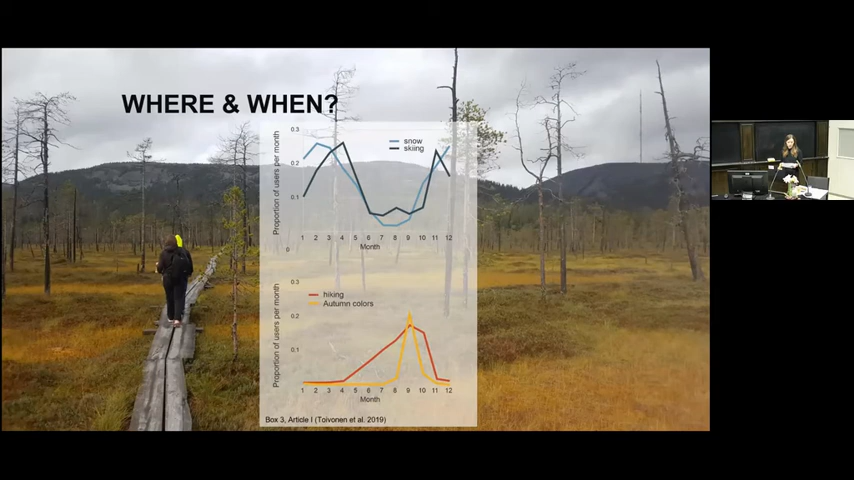 WHERE & WHEN?
0.3
0.2
0.1
0
Proportion of users per month
snow
skiing
1 2 3 4 5 6 7 8 9 10 11 12
Month
0.3
0.2
0.1
Proportion of users per month
hiking
Autumn colors
1 2 3 4 5 6 7 8 9 10 11 12
Month
Box 3, Article I (Toivonen et al. 2019)